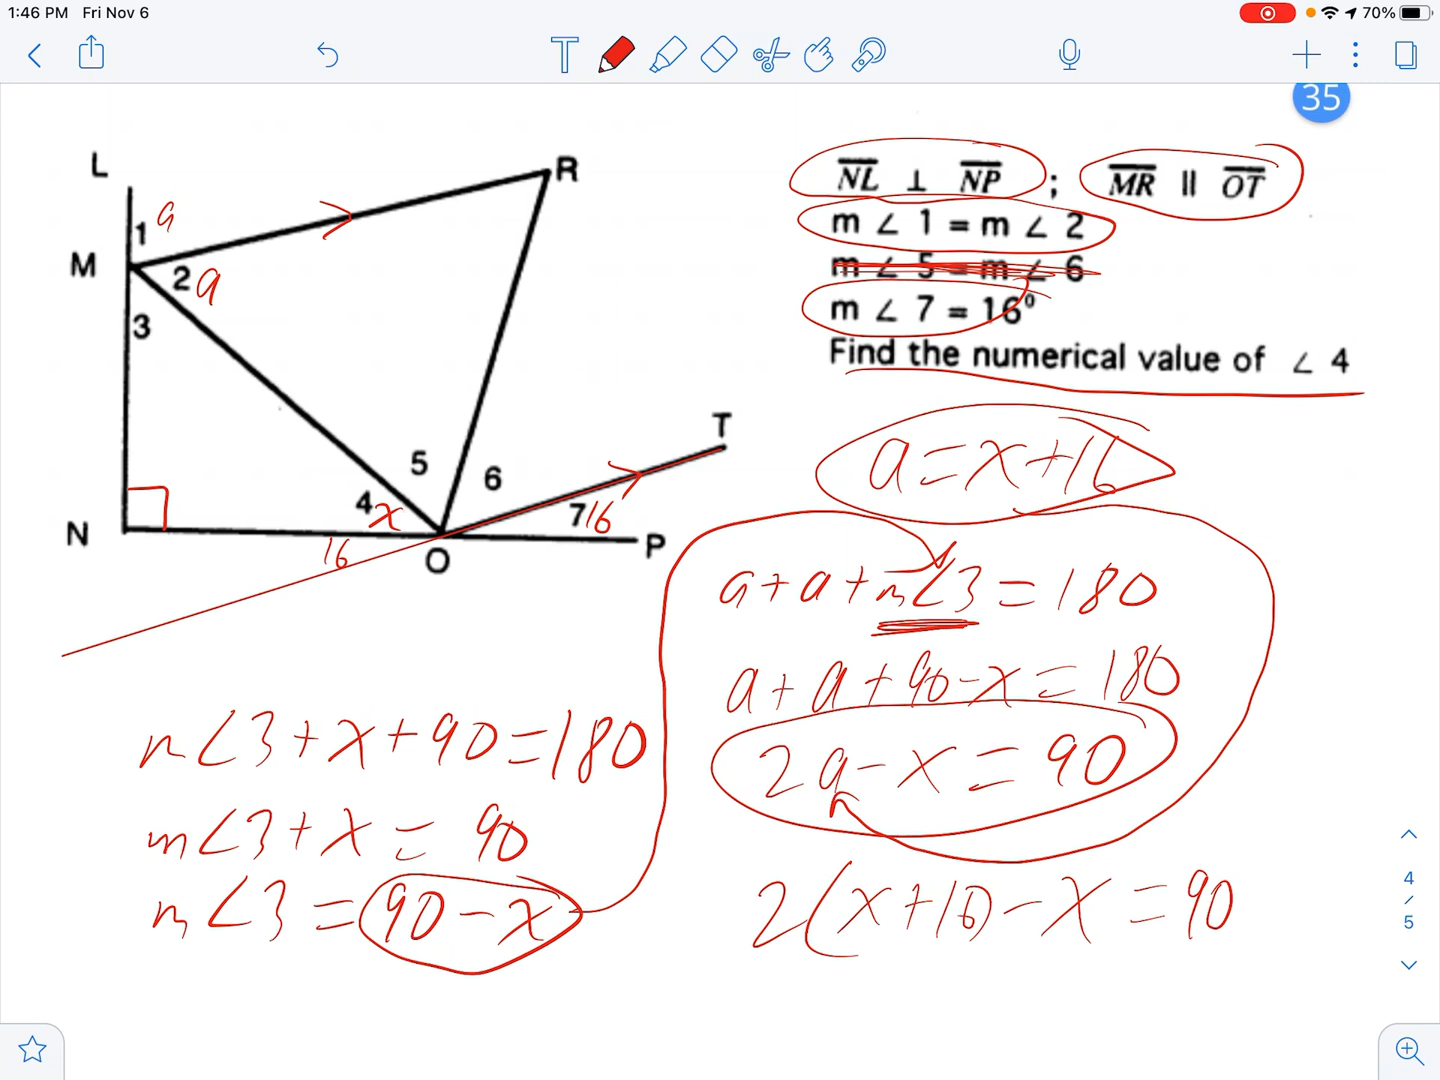 1:46 PM Fri Nov 6
70%
T
35
L
R
1 a
M
2 a
3
N
4 x
5
6
7 16
T
16
O
P
NL ⊥ NP ; MR || OT
m ∠ 1 = m ∠ 2
m ∠ 5 = m ∠ 6
m ∠ 7 = 16°
Find the numerical value of ∠ 4
a = x + 16
a + a + m∠3 = 180
a + a + 90 - x = 180
2a - x = 90
2(x + 16) - x = 90
m∠3 + x + 90 = 180
m∠3 + x = 90
m∠3 = 90 - x
4
/
5